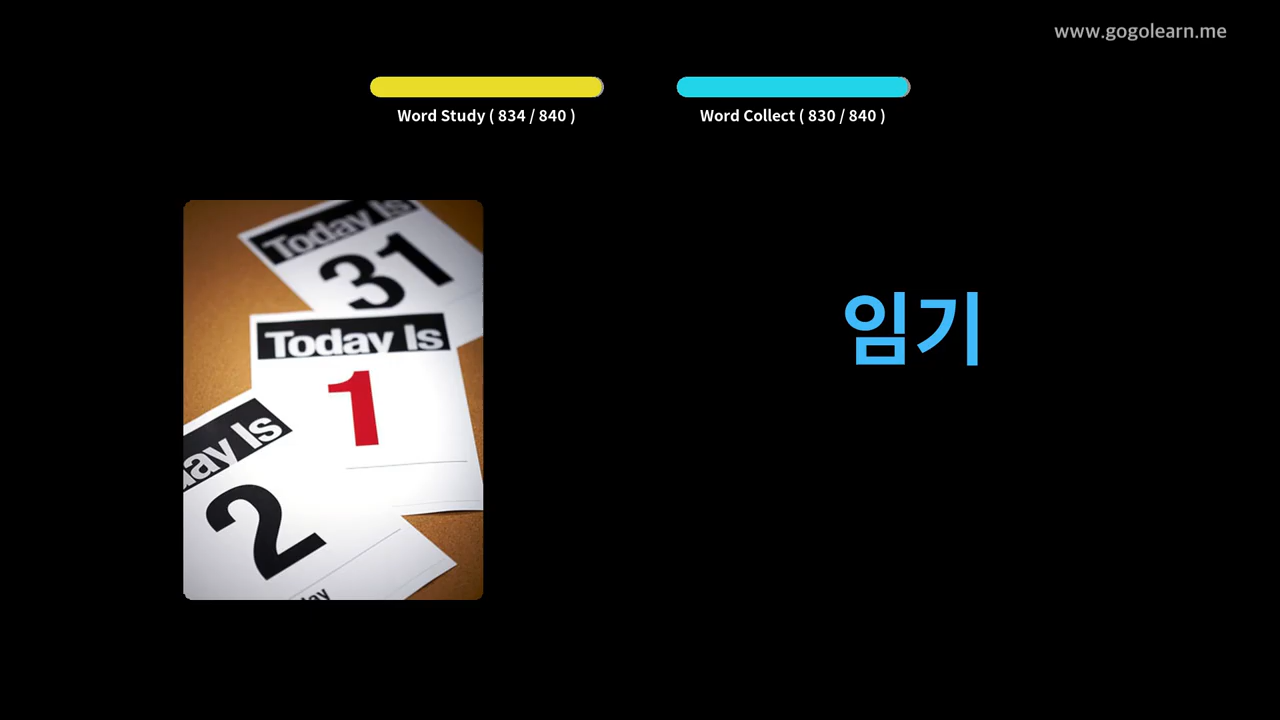 www.gogolearn.me
Word Study ( 834 / 840 )
Word Collect ( 830 / 840 )
Today Is
31
Today Is
1
ay Is
2
임기